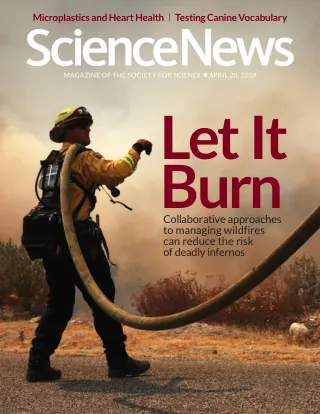 Microplastics and Heart Health | Testing Canine Vocabulary
ScienceNews
MAGAZINE OF THE SOCIETY FOR SCIENCE ■ APRIL 20, 2024
Let It
Burn
Collaborative approaches
to managing wildfires
can reduce the risk
of deadly infernos